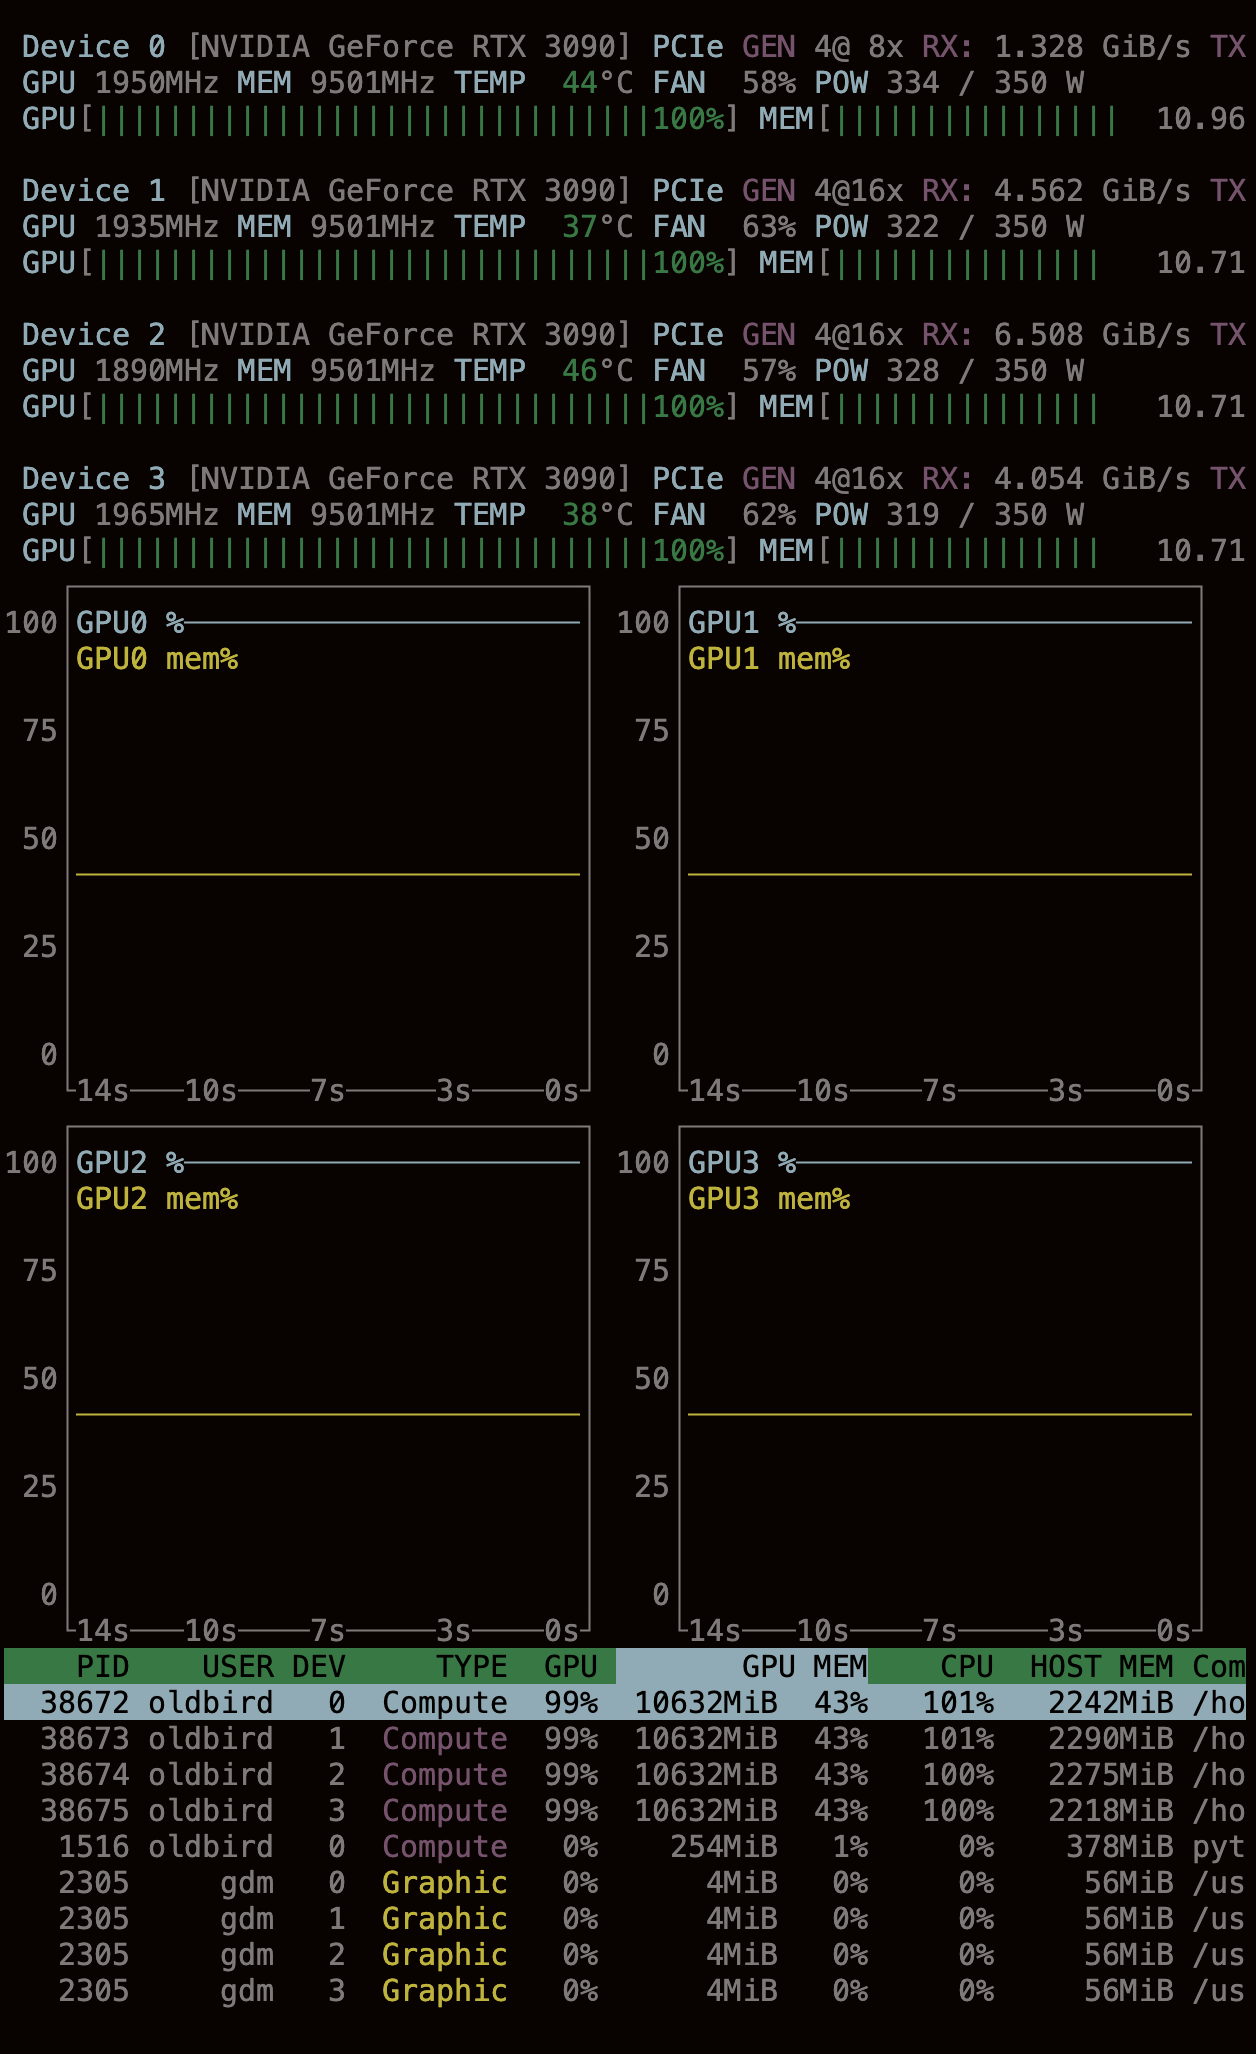 Device 0 [NVIDIA GeForce RTX 3090] PCIe GEN 4@ 8x RX: 1.328 GiB/s TX
GPU 1950MHz MEM 9501MHz TEMP  44°C FAN  58% POW 334 / 350 W
GPU[|||||||||||||||||||||||||||||||100%] MEM[||||||||||||||||  10.96
Device 1 [NVIDIA GeForce RTX 3090] PCIe GEN 4@16x RX: 4.562 GiB/s TX
GPU 1935MHz MEM 9501MHz TEMP  37°C FAN  63% POW 322 / 350 W
GPU[|||||||||||||||||||||||||||||||100%] MEM[|||||||||||||||   10.71
Device 2 [NVIDIA GeForce RTX 3090] PCIe GEN 4@16x RX: 6.508 GiB/s TX
GPU 1890MHz MEM 9501MHz TEMP  46°C FAN  57% POW 328 / 350 W
GPU[|||||||||||||||||||||||||||||||100%] MEM[|||||||||||||||   10.71
Device 3 [NVIDIA GeForce RTX 3090] PCIe GEN 4@16x RX: 4.054 GiB/s TX
GPU 1965MHz MEM 9501MHz TEMP  38°C FAN  62% POW 319 / 350 W
GPU[|||||||||||||||||||||||||||||||100%] MEM[|||||||||||||||   10.71
100 GPU0 %
GPU0 mem%
75
50
25
0
14s 10s 7s 3s 0s
100 GPU1 %
GPU1 mem%
75
50
25
0
14s 10s 7s 3s 0s
100 GPU2 %
GPU2 mem%
75
50
25
0
14s 10s 7s 3s 0s
100 GPU3 %
GPU3 mem%
75
50
25
0
14s 10s 7s 3s 0s
PID USER DEV TYPE GPU GPU MEM CPU HOST MEM Com
38672 oldbird 0 Compute 99% 10632MiB 43% 101% 2242MiB /ho
38673 oldbird 1 Compute 99% 10632MiB 43% 101% 2290MiB /ho
38674 oldbird 2 Compute 99% 10632MiB 43% 100% 2275MiB /ho
38675 oldbird 3 Compute 99% 10632MiB 43% 100% 2218MiB /ho
1516 oldbird 0 Compute 0% 254MiB 1% 0% 378MiB pyt
2305 gdm 0 Graphic 0% 4MiB 0% 0% 56MiB /us
2305 gdm 1 Graphic 0% 4MiB 0% 0% 56MiB /us
2305 gdm 2 Graphic 0% 4MiB 0% 0% 56MiB /us
2305 gdm 3 Graphic 0% 4MiB 0% 0% 56MiB /us